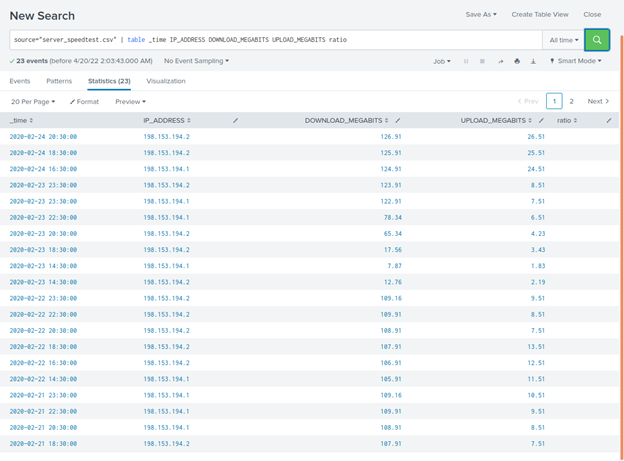 New Search
Save As Create Table View Close
source="server_speedtest.csv" | table _time IP_ADDRESS DOWNLOAD_MEGABITS UPLOAD_MEGABITS ratio All time
✓ 23 events (before 4/20/22 2:03:43.000 AM) No Event Sampling Job Smart Mode
Events Patterns Statistics (23) Visualization
20 Per Page Format Preview < Prev 1 2 Next >
_time IP_ADDRESS DOWNLOAD_MEGABITS UPLOAD_MEGABITS ratio
2020-02-24 20:30:00 198.153.194.2 126.91 26.51
2020-02-24 18:30:00 198.153.194.2 125.91 25.51
2020-02-24 16:30:00 198.153.194.1 124.91 24.51
2020-02-23 23:30:00 198.153.194.2 123.91 8.51
2020-02-23 23:30:00 198.153.194.1 122.91 7.51
2020-02-23 22:30:00 198.153.194.1 78.34 6.51
2020-02-23 20:30:00 198.153.194.2 65.34 4.23
2020-02-23 18:30:00 198.153.194.2 17.56 3.43
2020-02-23 14:30:00 198.153.194.1 7.87 1.83
2020-02-23 14:30:00 198.153.194.2 12.76 2.19
2020-02-22 23:30:00 198.153.194.2 109.16 9.51
2020-02-22 22:30:00 198.153.194.2 109.91 8.51
2020-02-22 20:30:00 198.153.194.2 108.91 7.51
2020-02-22 18:30:00 198.153.194.2 107.91 13.51
2020-02-22 16:30:00 198.153.194.2 106.91 12.51
2020-02-22 14:30:00 198.153.194.1 105.91 11.51
2020-02-21 23:30:00 198.153.194.1 109.16 10.51
2020-02-21 22:30:00 198.153.194.1 109.91 9.51
2020-02-21 20:30:00 198.153.194.1 108.91 8.51
2020-02-21 18:30:00 198.153.194.2 107.91 7.51